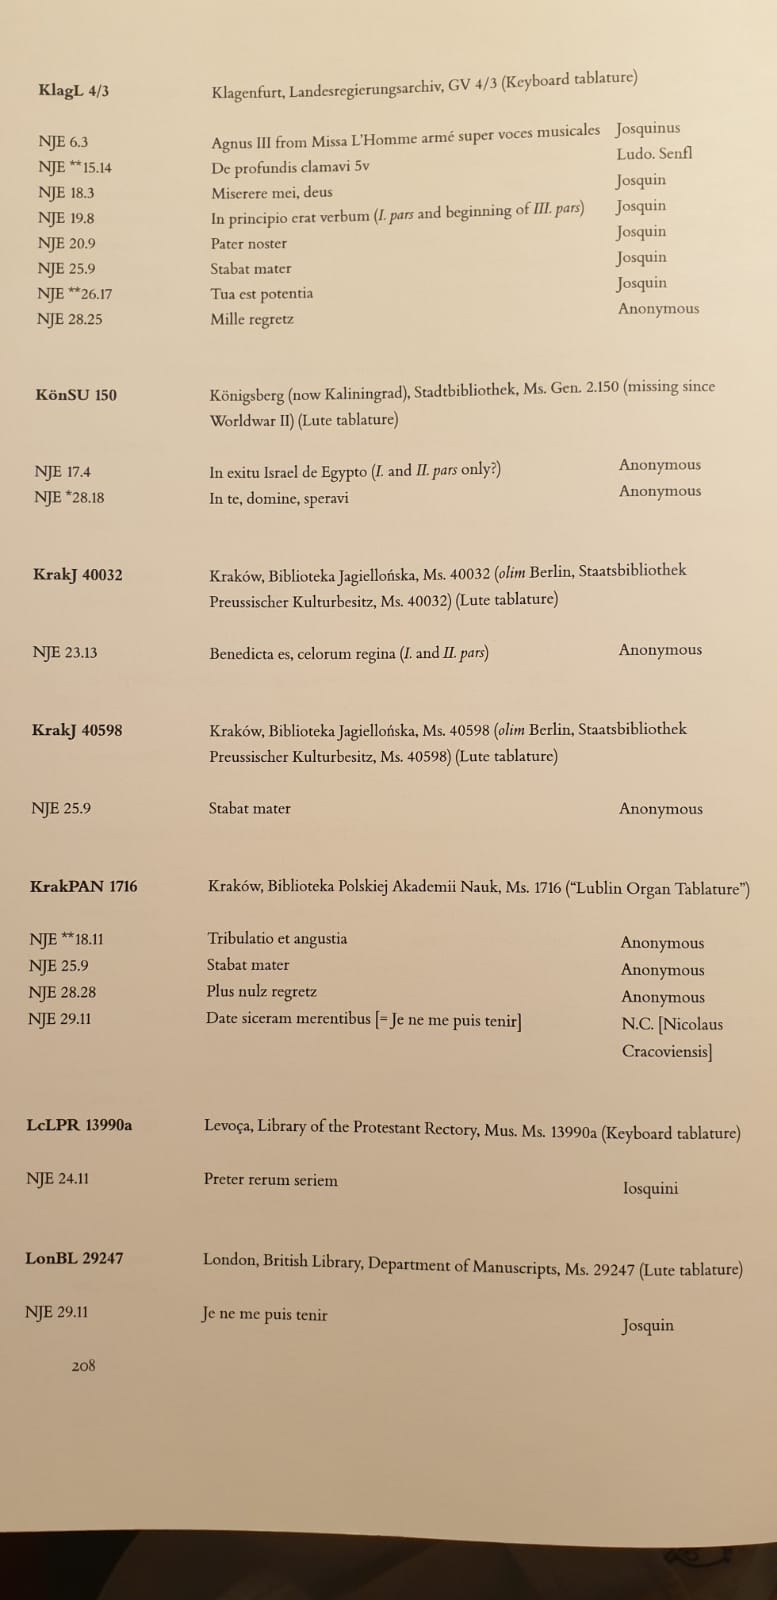 KlagL 4/3 Klagenfurt, Landesregierungsarchiv, GV 4/3 (Keyboard tablature)
NJE 6.3 Agnus III from Missa L'Homme armé super voces musicales Josquinus
NJE **15.14 De profundis clamavi 5v Ludo. Senfl
NJE 18.3 Miserere mei, deus Josquin
NJE 19.8 In principio erat verbum (I. pars and beginning of III. pars) Josquin
NJE 20.9 Pater noster Josquin
NJE 25.9 Stabat mater Josquin
NJE **26.17 Tua est potentia Josquin
NJE 28.25 Mille regretz Anonymous
KönSU 150 Königsberg (now Kaliningrad), Stadtbibliothek, Ms. Gen. 2.150 (missing since
Worldwar II) (Lute tablature)
NJE 17.4 In exitu Israel de Egypto (I. and II. pars only?) Anonymous
NJE *28.18 In te, domine, speravi Anonymous
KrakJ 40032 Kraków, Biblioteka Jagiellońska, Ms. 40032 (olim Berlin, Staatsbibliothek
Preussischer Kulturbesitz, Ms. 40032) (Lute tablature)
NJE 23.13 Benedicta es, celorum regina (I. and II. pars) Anonymous
KrakJ 40598 Kraków, Biblioteka Jagiellońska, Ms. 40598 (olim Berlin, Staatsbibliothek
Preussischer Kulturbesitz, Ms. 40598) (Lute tablature)
NJE 25.9 Stabat mater Anonymous
KrakPAN 1716 Kraków, Biblioteka Polskiej Akademii Nauk, Ms. 1716 (“Lublin Organ Tablature”)
NJE **18.11 Tribulatio et angustia Anonymous
NJE 25.9 Stabat mater Anonymous
NJE 28.28 Plus nulz regretz Anonymous
NJE 29.11 Date siceram merentibus [= Je ne me puis tenir] N.C. [Nicolaus
Cracoviensis]
LcLPR 13990a Levoça, Library of the Protestant Rectory, Mus. Ms. 13990a (Keyboard tablature)
NJE 24.11 Preter rerum seriem Iosquini
LonBL 29247 London, British Library, Department of Manuscripts, Ms. 29247 (Lute tablature)
NJE 29.11 Je ne me puis tenir Josquin
208